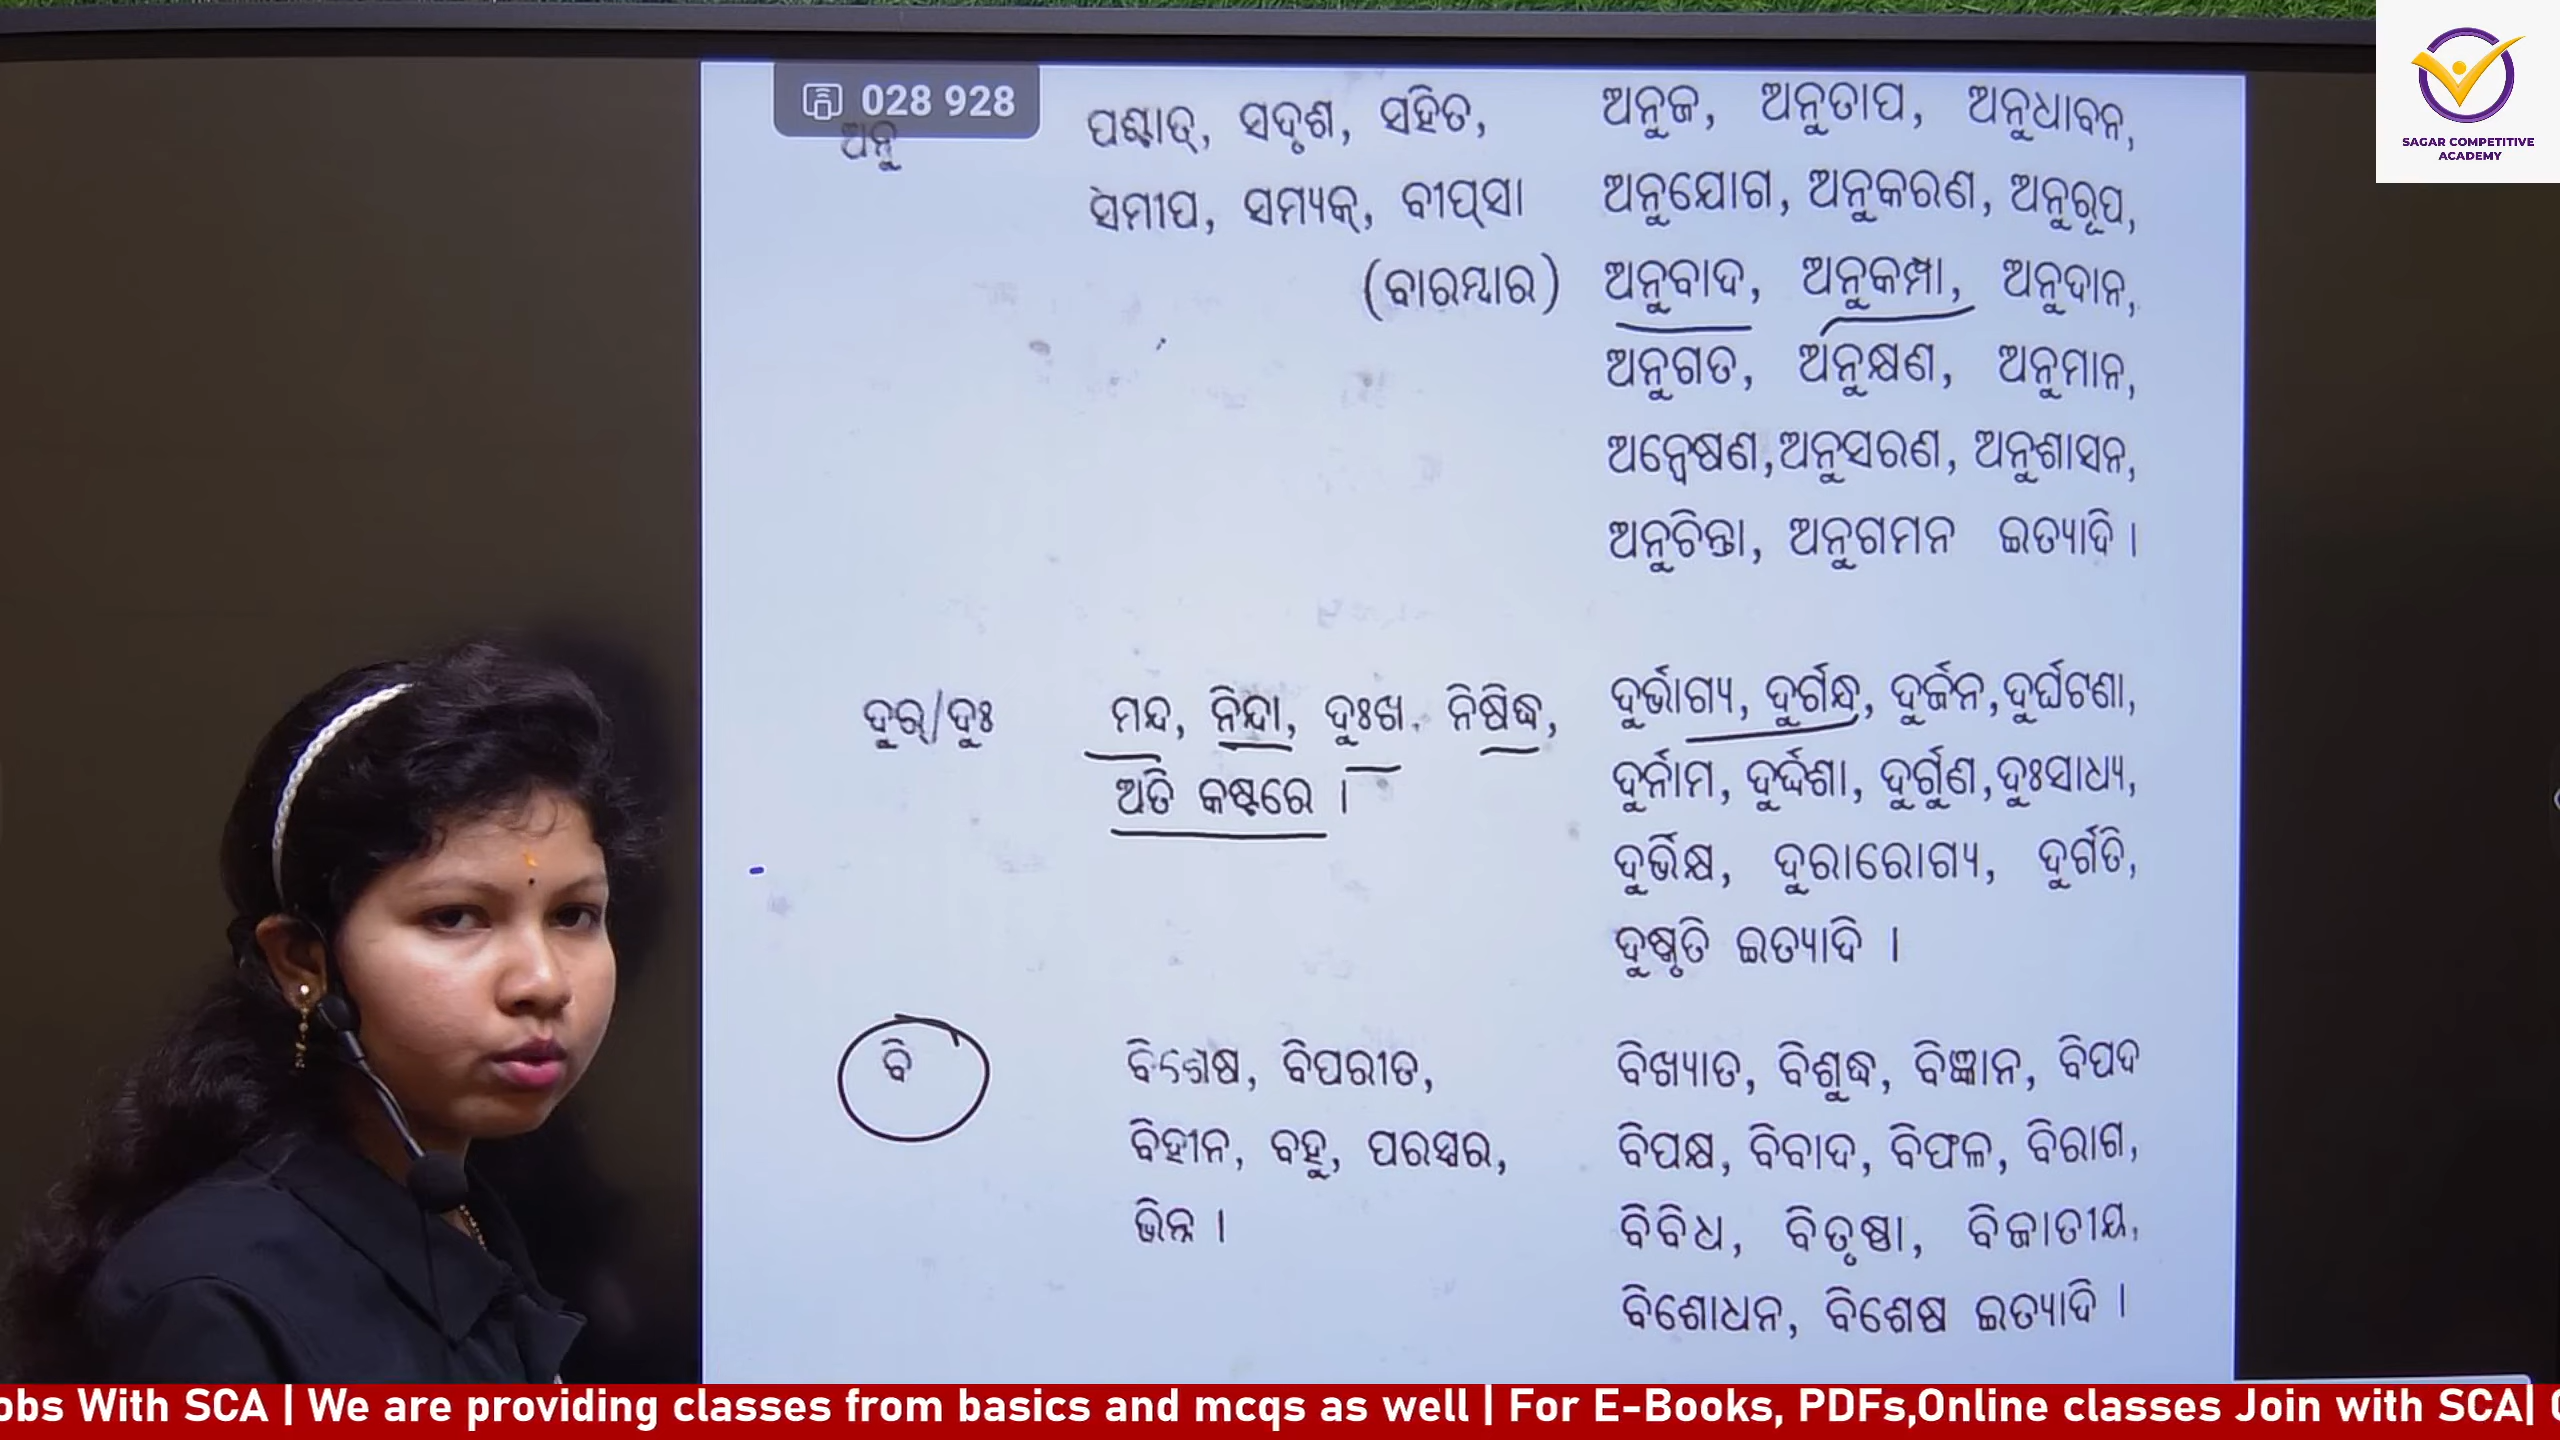 028 928
ଅନୁ ପଶ୍ଚାତ୍, ସଦୃଶ, ସହିତ, ଅନୁଜ, ଅନୁତାପ, ଅନୁଧାବନ,
ସମୀପ, ସମ୍ୟକ୍, ବୀପ୍‌ସା ଅନୁଯୋଗ, ଅନୁକରଣ, ଅନୁରୂପ,
(ବାରମ୍ବାର) ଅନୁବାଦ, ଅନୁକମ୍ପା, ଅନୁଦାନ,
ଅନୁଗତ, ଅନୁକ୍ଷଣ, ଅନୁମାନ,
ଅନ୍ୱେଷଣ, ଅନୁସରଣ, ଅନୁଶାସନ,
ଅନୁଚିନ୍ତା, ଅନୁଗମନ ଇତ୍ୟାଦି ।
ଦୁର୍/ଦୁଃ ମନ୍ଦ, ନିନ୍ଦା, ଦୁଃଖ, ନିଷିଦ୍ଧ, ଦୁର୍ଭାଗ୍ୟ, ଦୁର୍ଗନ୍ଧ, ଦୁର୍ଜନ, ଦୁର୍ଘଟଣା,
ଅତି କଷ୍ଟରେ । ଦୁର୍ନାମ, ଦୁର୍ଦ୍ଦଶା, ଦୁର୍ଗୁଣ, ଦୁଃସାଧ୍ୟ,
ଦୁର୍ଭିକ୍ଷ, ଦୁରାରୋଗ୍ୟ, ଦୁର୍ଗତି,
ଦୁଷ୍କୃତି ଇତ୍ୟାଦି ।
ବି ବିଶେଷ, ବିପରୀତ, ବିଖ୍ୟାତ, ବିଶୁଦ୍ଧ, ବିଜ୍ଞାନ, ବିପଦ
ବିହୀନ, ବହୁ, ପରସ୍ପର, ବିପକ୍ଷ, ବିବାଦ, ବିଫଳ, ବିରାଗ,
ଭିନ୍ନ । ବିବିଧ, ବିତୃଷ୍ଣା, ବିଜାତୀୟ,
ବିଶୋଧନ, ବିଶେଷ ଇତ୍ୟାଦି ।
SAGAR COMPETITIVE
ACADEMY
obs With SCA | We are providing classes from basics and mcqs as well | For E-Books, PDFs,Online classes Join with SCA|